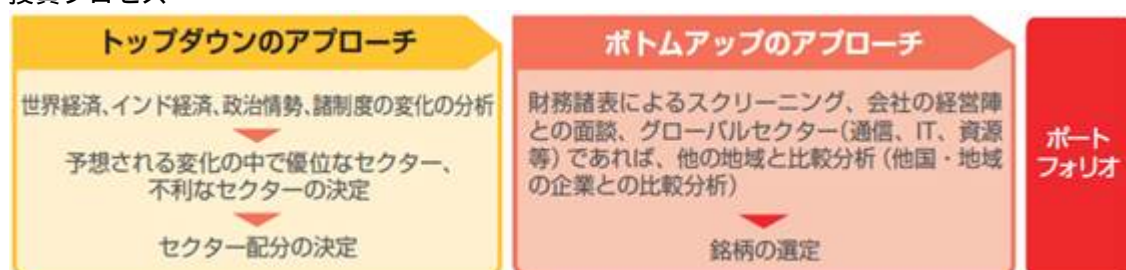 投資プロセス
トップダウンのアプローチ
世界経済、インド経済、政治情勢、諸制度の変化の分析
予想される変化の中で優位なセクター、
不利なセクターの決定
セクター配分の決定
ボトムアップのアプローチ
財務諸表によるスクリーニング、会社の経営陣
との面談、グローバルセクター(通信、IT、資源
等)であれば、他の地域と比較分析(他国・地域
の企業との比較分析)
銘柄の選定
ポート
フォリオ